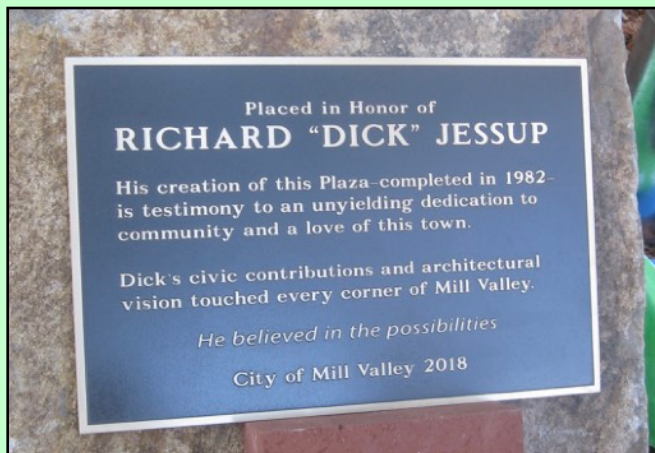 Placed in Honor of
RICHARD “DICK” JESSUP
His creation of this Plaza-completed in 1982-
is testimony to an unyielding dedication to
community and a love of this town.
Dick's civic contributions and architectural
vision touched every corner of Mill Valley.
He believed in the possibilities
City of Mill Valley 2018